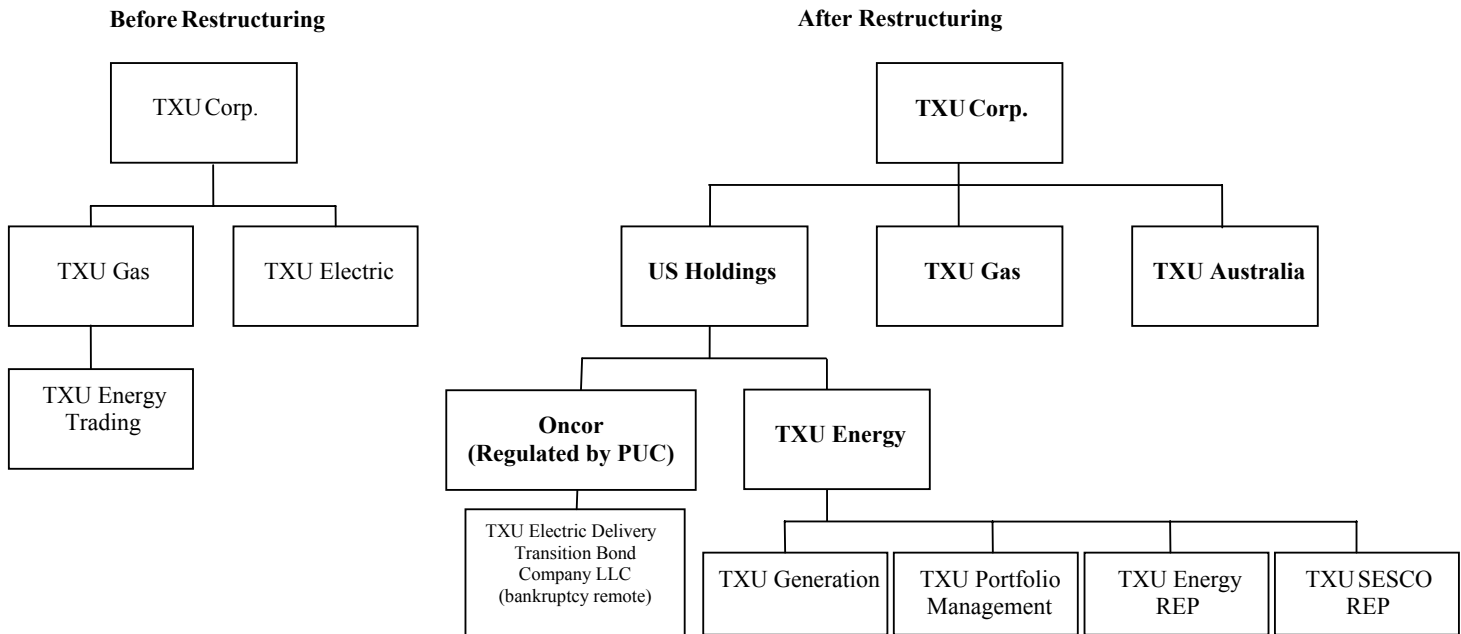 Before Restructuring
After Restructuring
TXU Corp.
TXU Corp.
TXU Gas
TXU Electric
US Holdings
TXU Gas
TXU Australia
TXU Energy
Trading
Oncor
(Regulated by PUC)
TXU Energy
TXU Electric Delivery
Transition Bond
Company LLC
(bankruptcy remote)
TXU Generation
TXU Portfolio
Management
TXU Energy
REP
TXU SESCO
REP